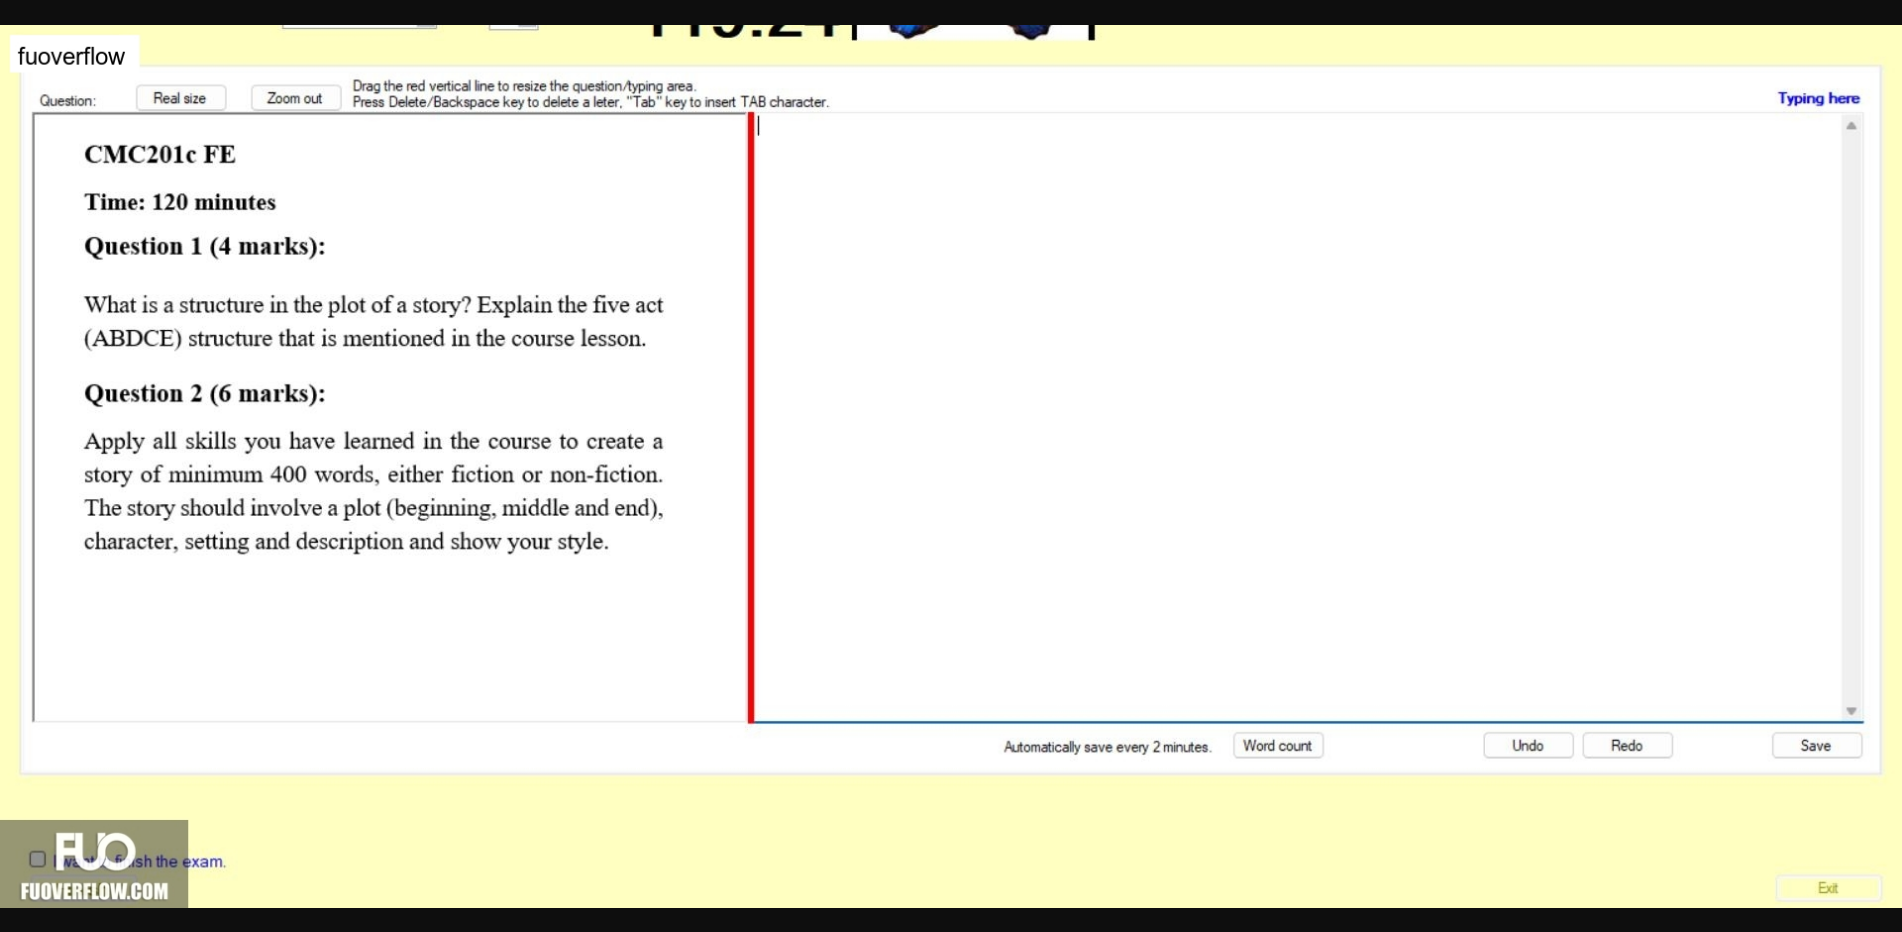 fuoverflow
Drag the red vertical line to resize the question/typing area.
Question:
Real size
Zoom out
Press Delete/Backspace key to delete a leter, "Tab" key to insert TAB character.
Typing here
CMC201c FE
Time: 120 minutes
Question 1 (4 marks):
What is a structure in the plot of a story? Explain the five act
(ABDCE) structure that is mentioned in the course lesson.
Question 2 (6 marks):
Apply all skills you have learned in the course to create a
story of minimum 400 words, either fiction or non-fiction.
The story should involve a plot (beginning, middle and end),
character, setting and description and show your style.
Automatically save every 2 minutes.
Word count
Undo
Redo
Save
FUO
I want finish the exam.
FUOVERFLOW.COM
Exit